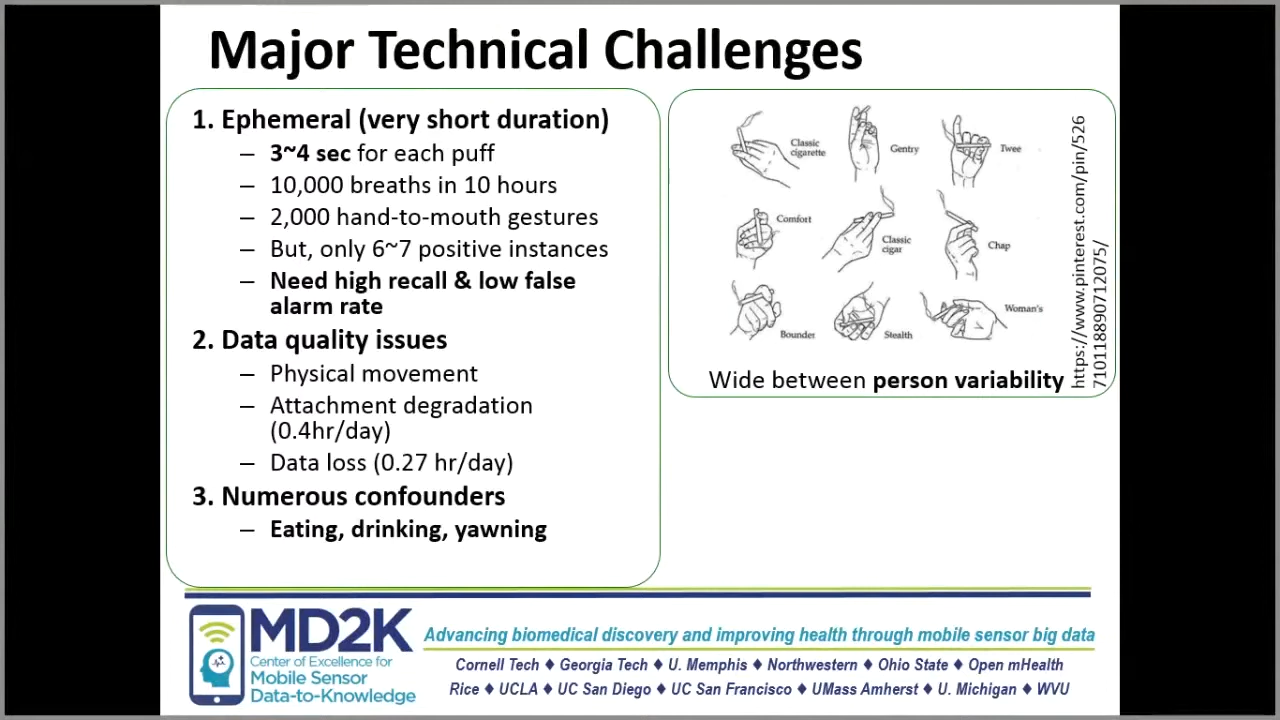 Major Technical Challenges
1. Ephemeral (very short duration)
– 3~4 sec for each puff
– 10,000 breaths in 10 hours
– 2,000 hand-to-mouth gestures
– But, only 6~7 positive instances
– Need high recall & low false
alarm rate
2. Data quality issues
– Physical movement
– Attachment degradation
(0.4hr/day)
– Data loss (0.27 hr/day)
3. Numerous confounders
– Eating, drinking, yawning
Classic
cigarette
Gentry
Twee
Comfort
Classic
cigar
Chap
Bounder
Stealth
Woman's
https://www.pinterest.com/pin/526
710118890712075/
Wide between person variability
MD2K
Center of Excellence for
Mobile Sensor
Data-to-Knowledge
Advancing biomedical discovery and improving health through mobile sensor big data
Cornell Tech ♦ Georgia Tech ♦ U. Memphis ♦ Northwestern ♦ Ohio State ♦ Open mHealth
Rice ♦ UCLA ♦ UC San Diego ♦ UC San Francisco ♦ UMass Amherst ♦ U. Michigan ♦ WVU